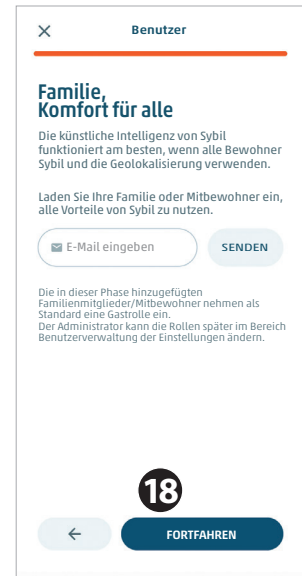 Benutzer
Familie,
Komfort für alle
Die künstliche Intelligenz von Sybil
funktioniert am besten, wenn alle Bewohner
Sybil und die Geolokalisierung verwenden.
Laden Sie Ihre Familie oder Mitbewohner ein,
alle Vorteile von Sybil zu nutzen.
E-Mail eingeben
SENDEN
Die in dieser Phase hinzugefügten
Familienmitglieder/Mitbewohner nehmen als
Standard eine Gastrolle ein.
Der Administrator kann die Rollen später im Bereich
Benutzerverwaltung der Einstellungen ändern.
18
FORTFAHREN